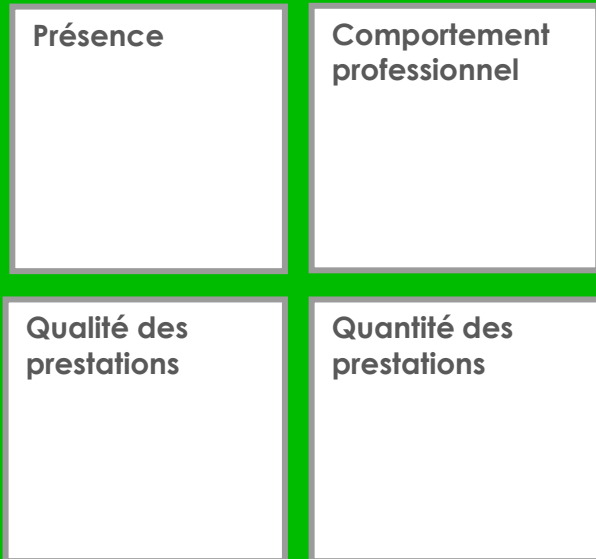 Présence
Comportement
professionnel
Qualité des
prestations
Quantité des
prestations